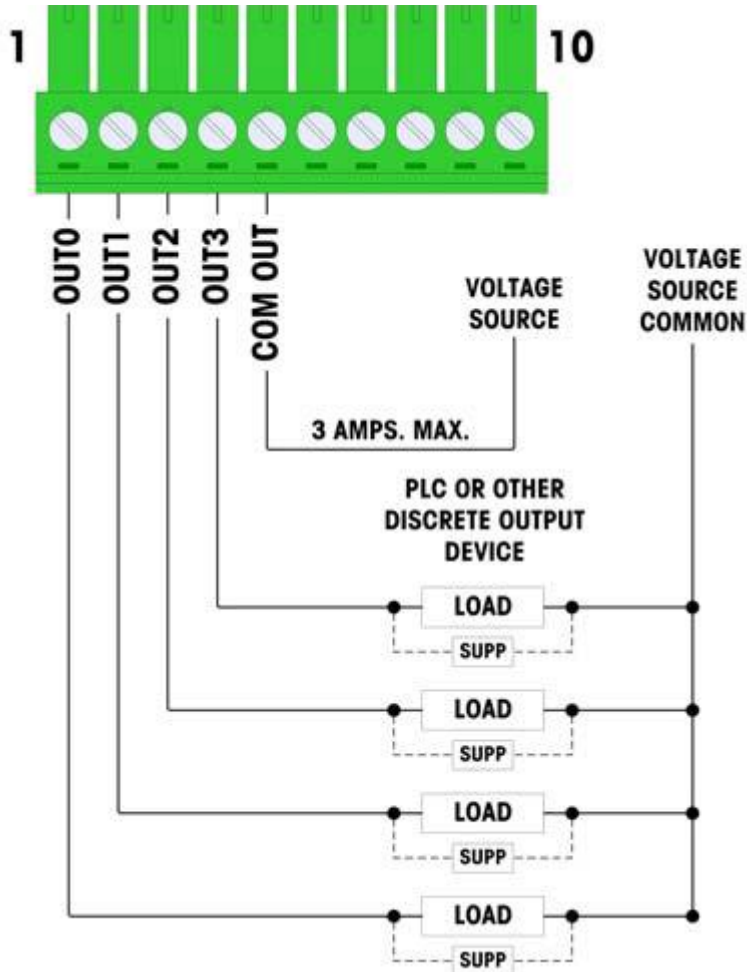 1
10
OUT0
OUT1
OUT2
OUT3
COM OUT
VOLTAGE
SOURCE
VOLTAGE
SOURCE
COMMON
3 AMPS. MAX.
PLC OR OTHER
DISCRETE OUTPUT
DEVICE
LOAD
SUPP
LOAD
SUPP
LOAD
SUPP
LOAD
SUPP